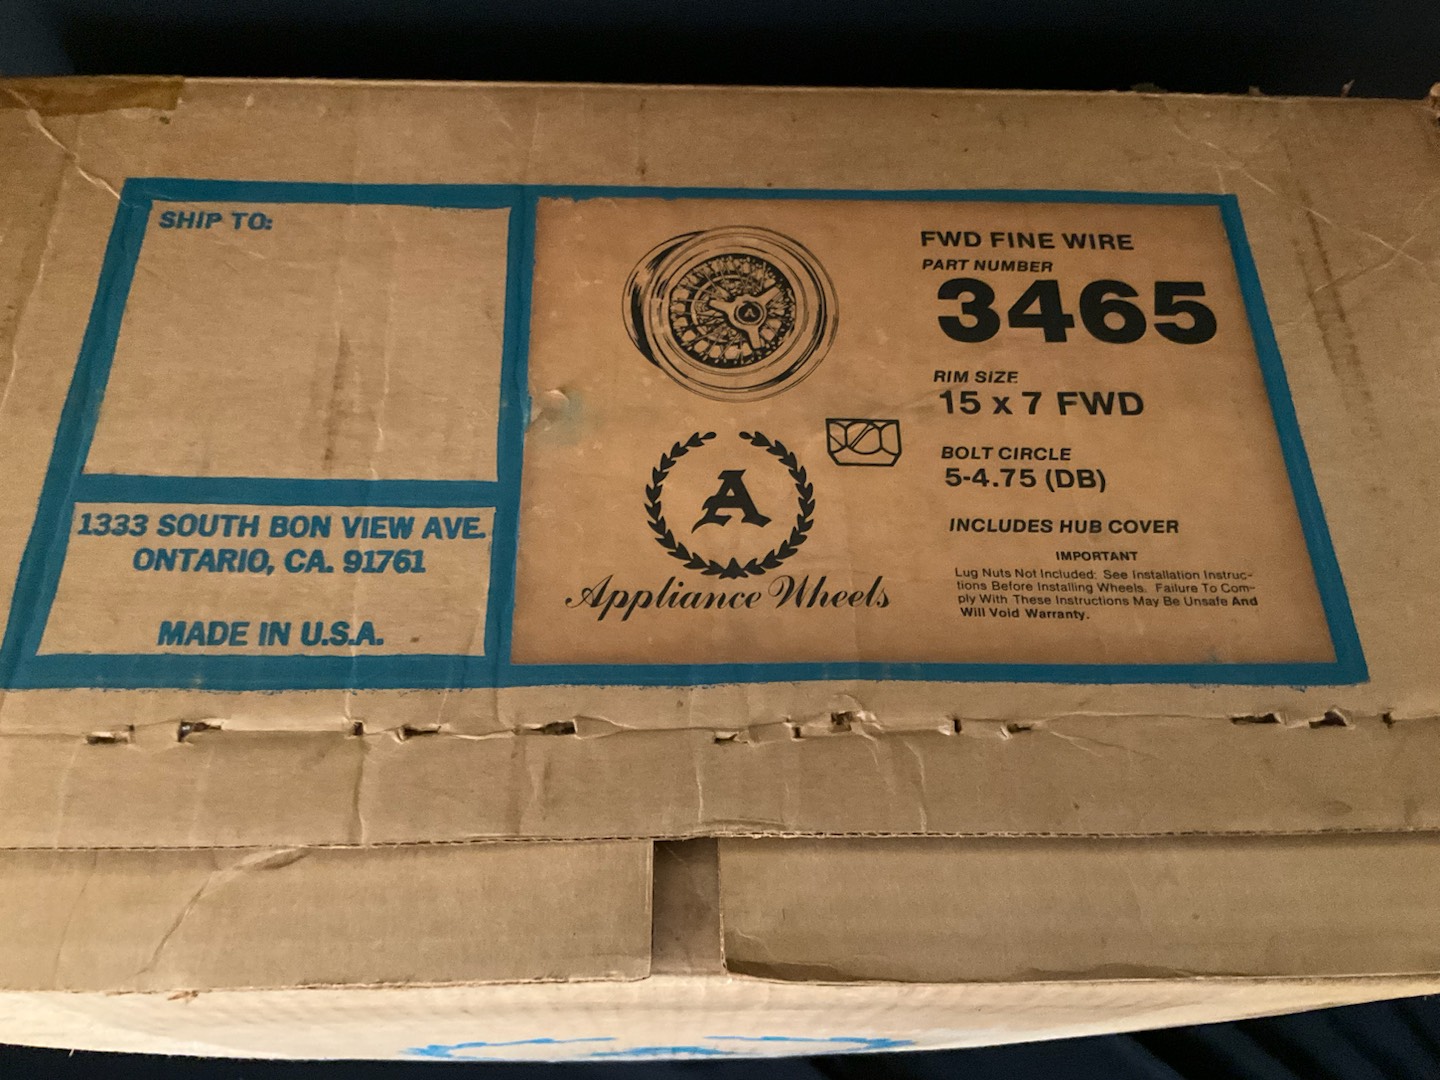 SHIP TO:
1333 SOUTH BON VIEW AVE.
ONTARIO, CA. 91761
MADE IN U.S.A.
A
A
Appliance Wheels
FWD FINE WIRE
PART NUMBER
3465
RIM SIZE
15 x 7 FWD
BOLT CIRCLE
5-4.75 (DB)
INCLUDES HUB COVER
IMPORTANT
Lug Nuts Not Included: See Installation Instruc-
tions Before Installing Wheels. Failure To Com-
ply With These Instructions May Be Unsafe And
Will Void Warranty.